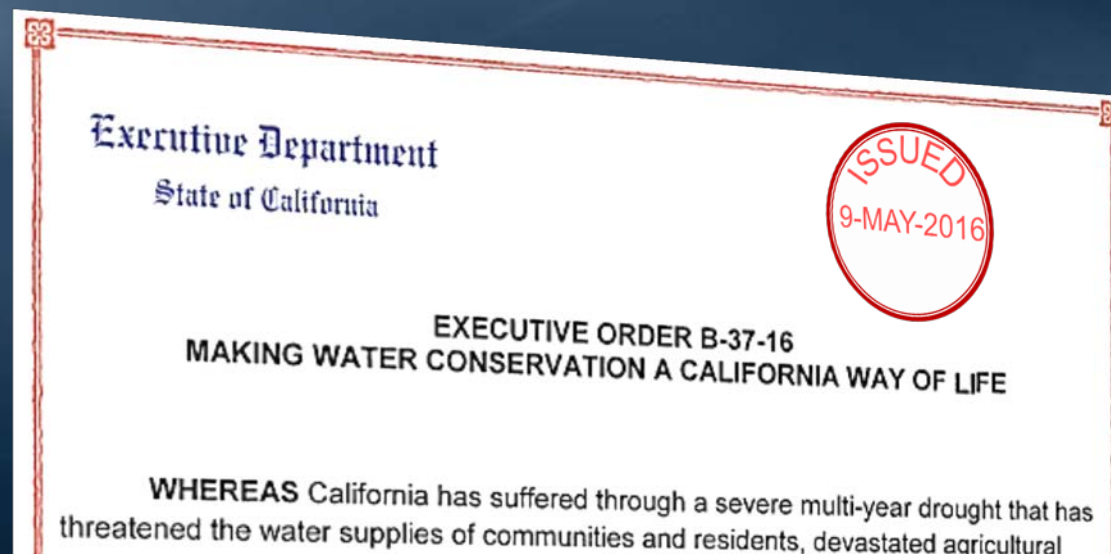 Executive Department
State of California
ISSUED
9-MAY-2016
EXECUTIVE ORDER B-37-16
MAKING WATER CONSERVATION A CALIFORNIA WAY OF LIFE
WHEREAS California has suffered through a severe multi-year drought that has
threatened the water supplies of communities and residents, devastated agricultural